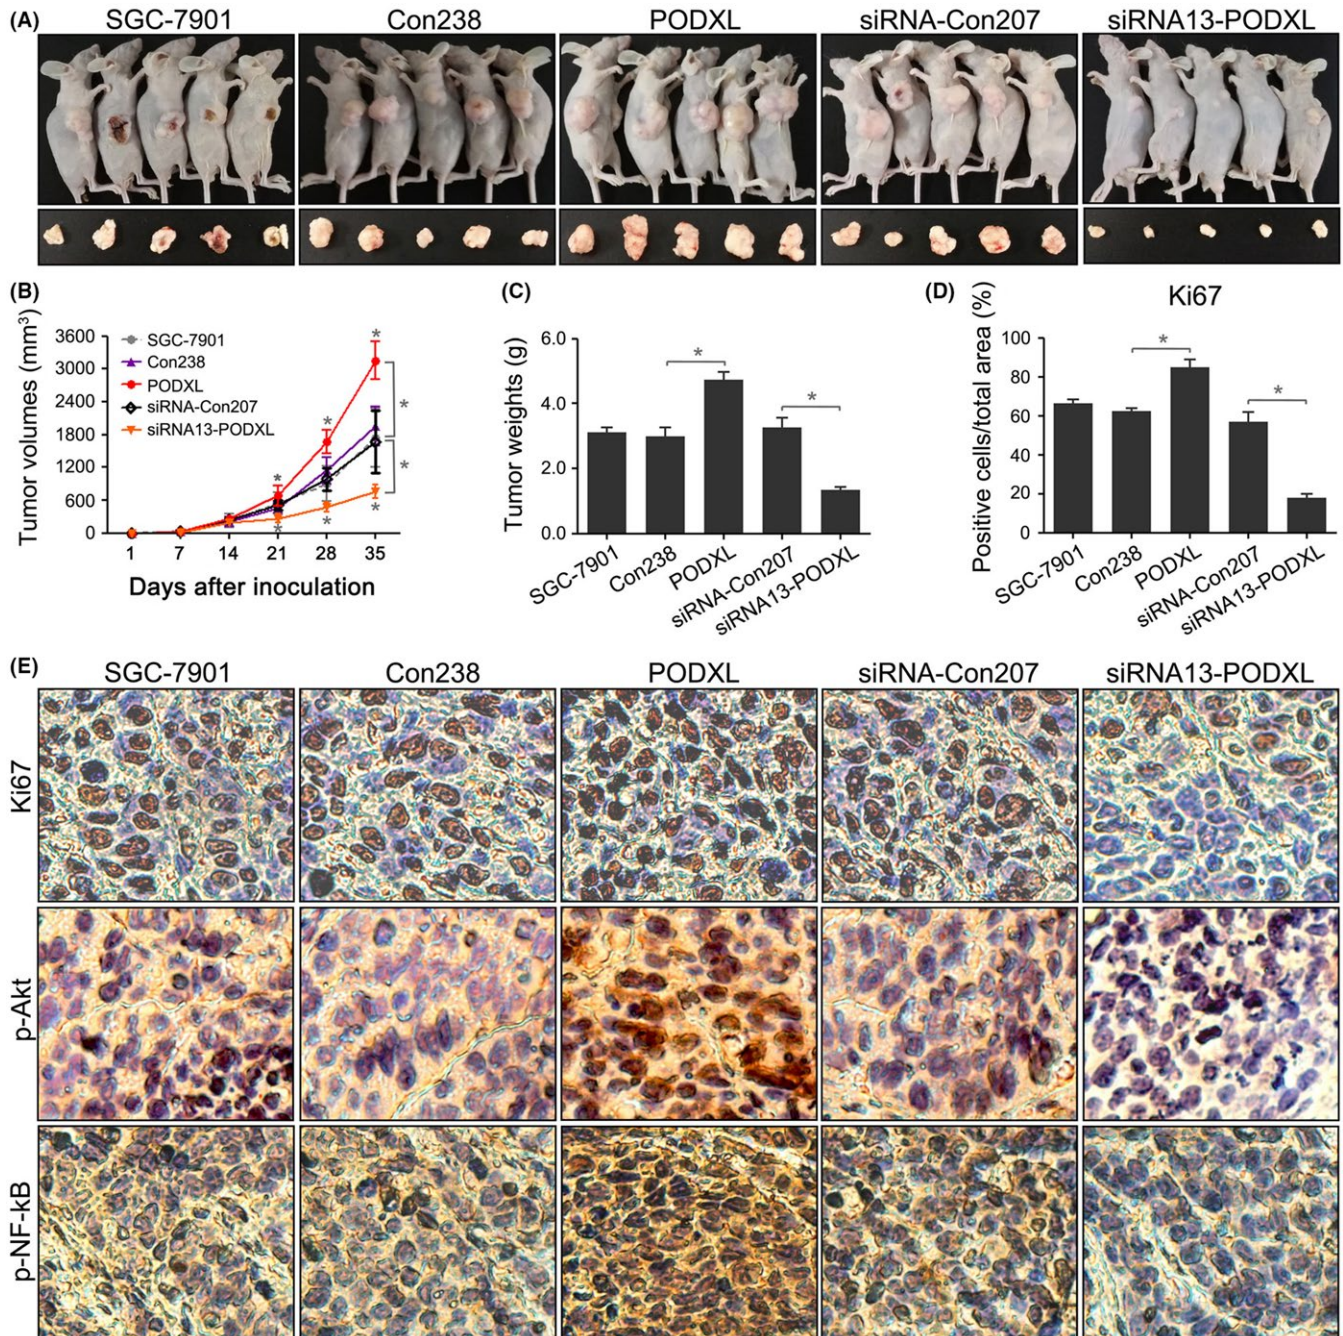 (A) SGC-7901 Con238 PODXL siRNA-Con207 siRNA13-PODXL
(B)
Tumor volumes (mm³)
3600
3000
2400
1800
1200
600
0
SGC-7901
Con238
PODXL
siRNA-Con207
siRNA13-PODXL
*
*
*
*
*
*
*
*
1 7 14 21 28 35
Days after inoculation
(C)
Tumor weights (g)
6.0
4.0
2.0
0.0
*
*
SGC-7901
Con238
PODXL
siRNA-Con207
siRNA13-PODXL
(D)
Ki67
Positive cells/total area (%)
100
80
60
40
20
0
*
*
SGC-7901
Con238
PODXL
siRNA-Con207
siRNA13-PODXL
(E) SGC-7901 Con238 PODXL siRNA-Con207 siRNA13-PODXL
Ki67
p-Akt
p-NF-kB